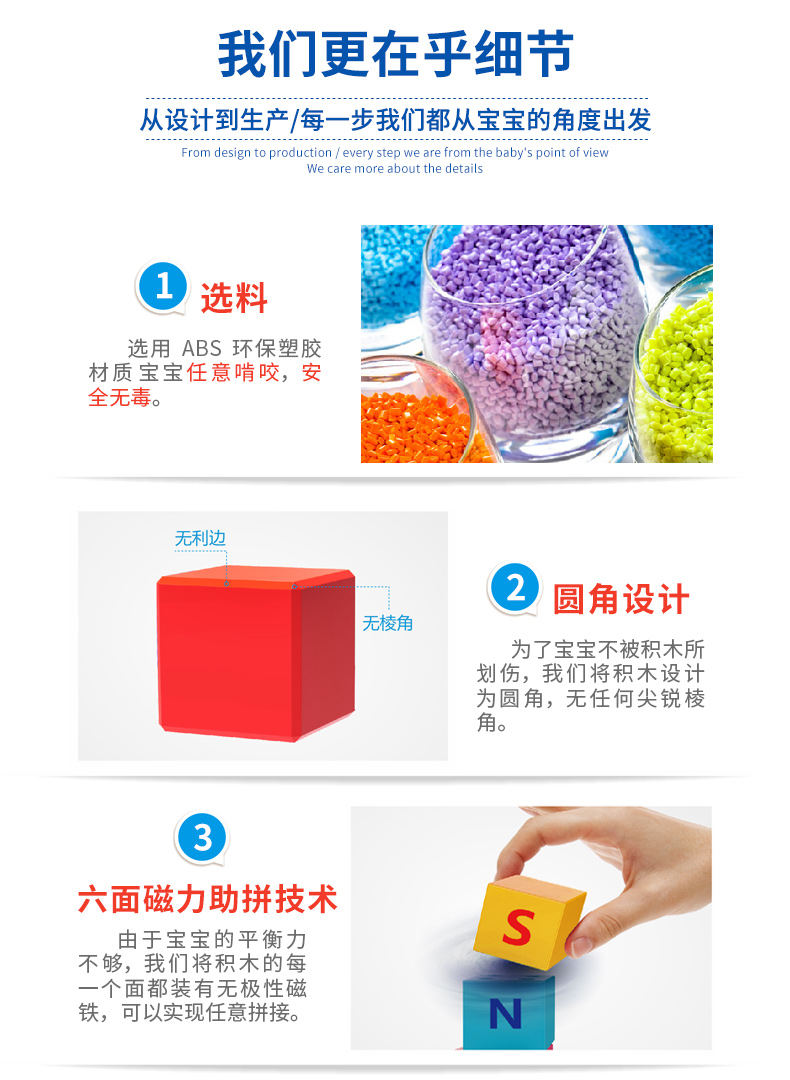 我们更在乎细节
从设计到生产/每一步我们都从宝宝的角度出发
From design to production / every step we are from the baby's point of view
We care more about the details
1
选料
选用 ABS 环保塑胶
材质宝宝任意啃咬，安
全无毒。
无利边
无棱角
2
圆角设计
为了宝宝不被积木所
划伤，我们将积木设计
为圆角，无任何尖锐棱
角。
3
六面磁力助拼技术
由于宝宝的平衡力
不够，我们将积木的每
一个面都装有无极性磁
铁，可以实现任意拼接。
S
N